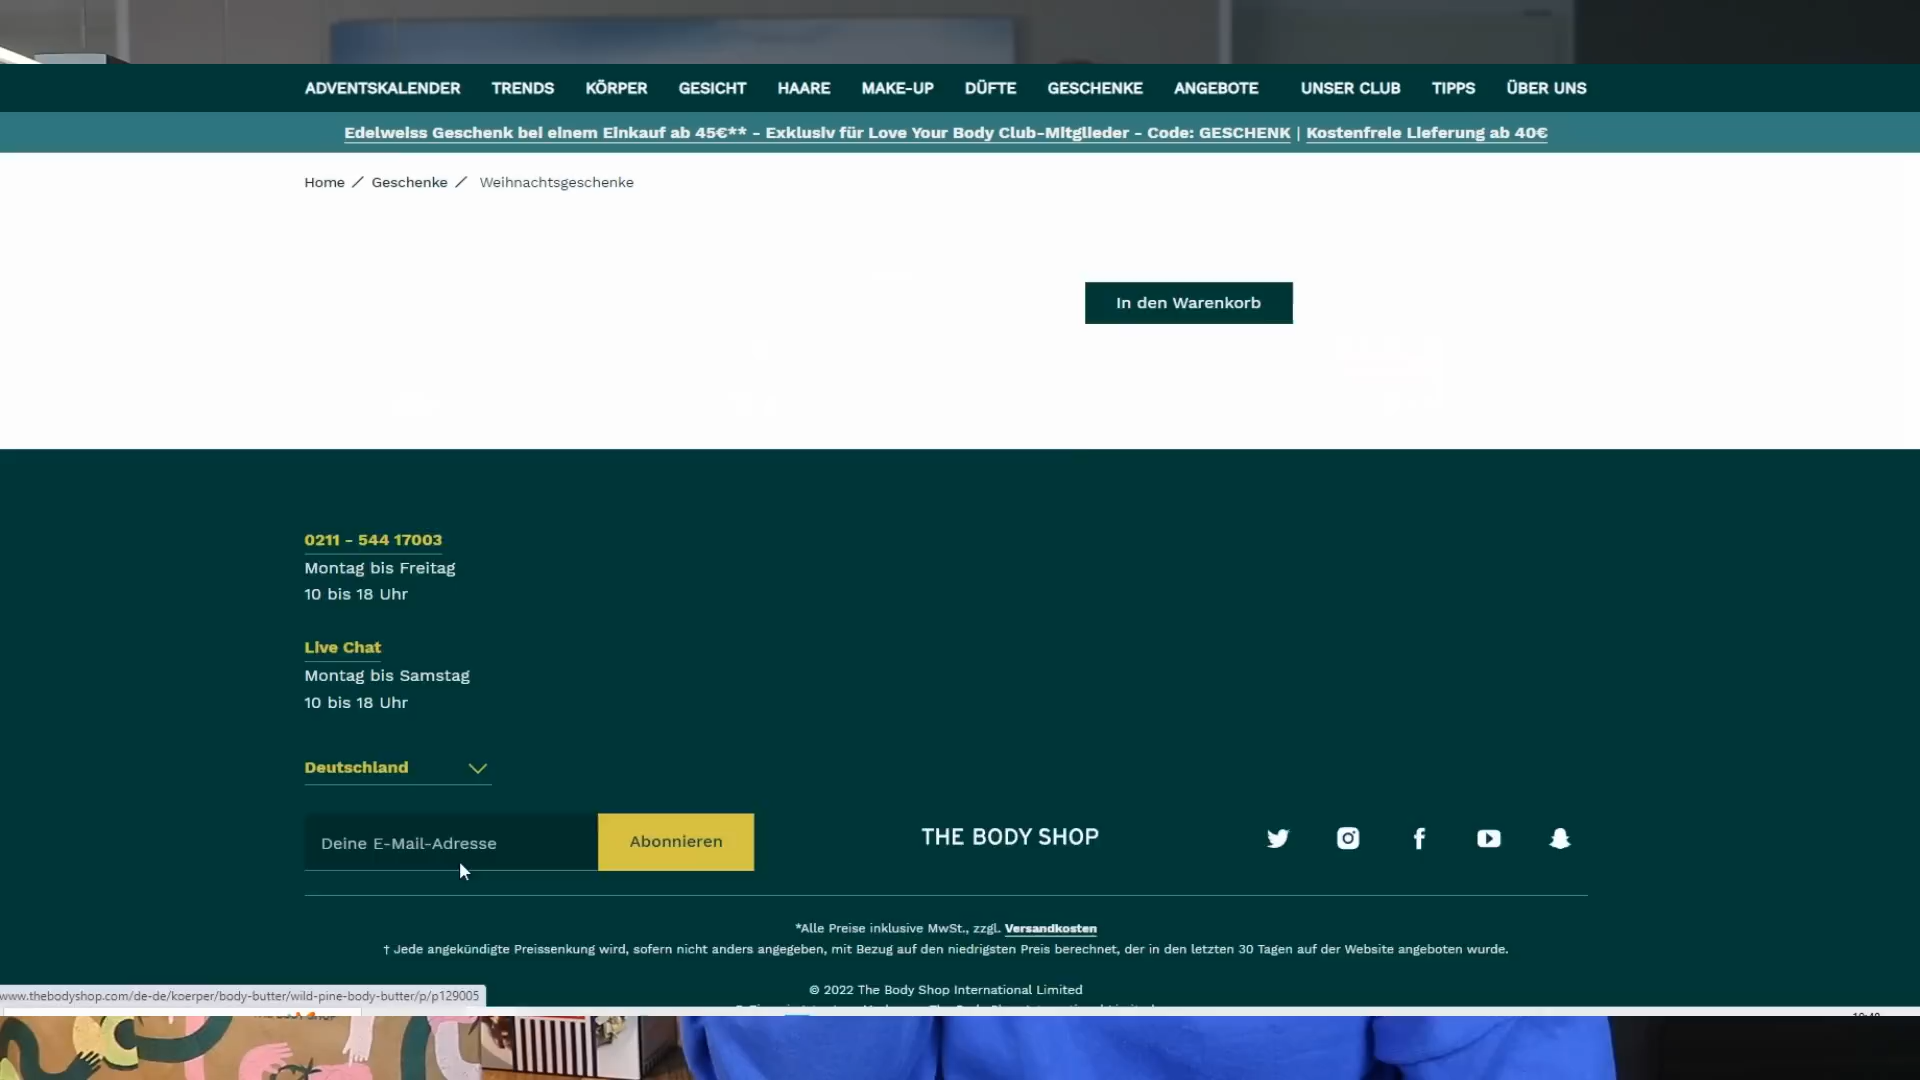 ADVENTSKALENDER TRENDS KÖRPER GESICHT HAARE MAKE-UP DÜFTE GESCHENKE ANGEBOTE UNSER CLUB TIPPS ÜBER UNS
Edelweiss Geschenk bei einem Einkauf ab 45€** - Exklusiv für Love Your Body Club-Mitglieder - Code: GESCHENK | Kostenfreie Lieferung ab 40€
Home / Geschenke / Weihnachtsgeschenke
In den Warenkorb
0211 - 544 17003
Montag bis Freitag
10 bis 18 Uhr
Live Chat
Montag bis Samstag
10 bis 18 Uhr
Deutschland
Deine E-Mail-Adresse Abonnieren THE BODY SHOP
*Alle Preise inklusive MwSt., zzgl. Versandkosten
† Jede angekündigte Preissenkung wird, sofern nicht anders angegeben, mit Bezug auf den niedrigsten Preis berechnet, der in den letzten 30 Tagen auf der Website angeboten wurde.
© 2022 The Body Shop International Limited
www.thebodyshop.com/de-de/koerper/body-butter/wild-pine-body-butter/p/p129005